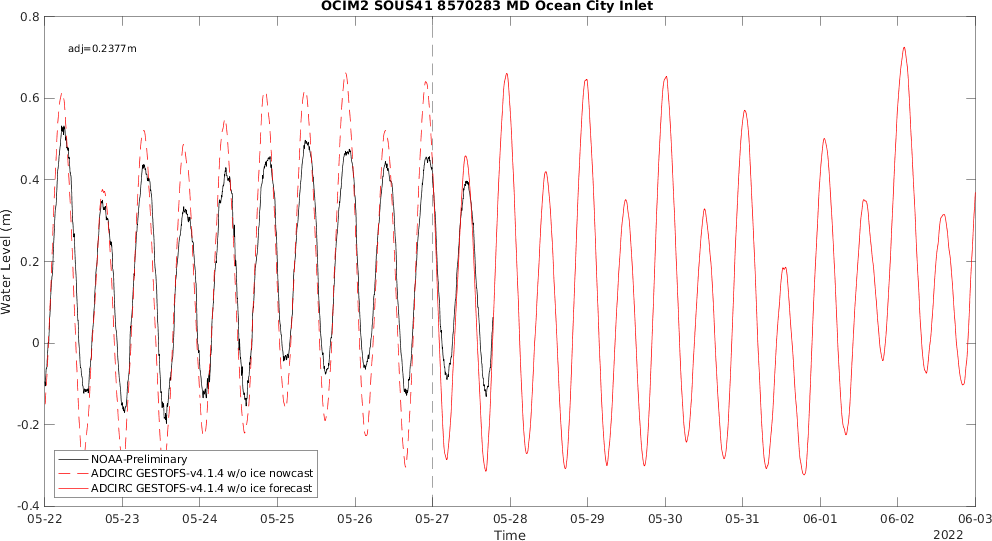 OCIM2 SOUS41 8570283 MD Ocean City Inlet
adj=0.2377m
Water Level (m)
0.8
0.6
0.4
0.2
0
-0.2
-0.4
NOAA-Preliminary
ADCIRC GESTOFS-v4.1.4 w/o ice nowcast
ADCIRC GESTOFS-v4.1.4 w/o ice forecast
05-22 05-23 05-24 05-25 05-26 05-27 05-28 05-29 05-30 05-31 06-01 06-02 06-03
Time
2022